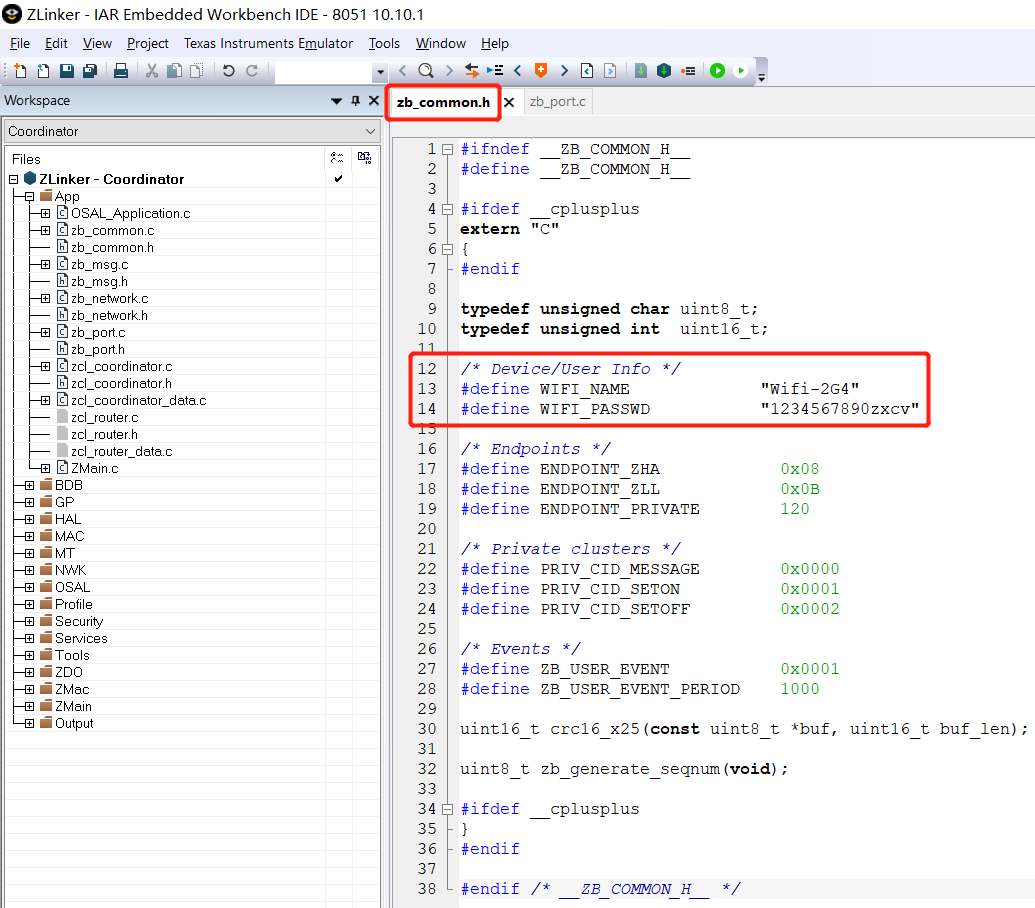 ZLinker - IAR Embedded Workbench IDE - 8051 10.10.1
File Edit View Project Texas Instruments Emulator Tools Window Help
Workspace
zb_common.h zb_port.c
Coordinator
Files
ZLinker - Coordinator
App
OSAL_Application.c
zb_common.c
zb_common.h
zb_msg.c
zb_msg.h
zb_network.c
zb_network.h
zb_port.c
zb_port.h
zcl_coordinator.c
zcl_coordinator.h
zcl_coordinator_data.c
zcl_router.c
zcl_router.h
zcl_router_data.c
ZMain.c
BDB
GP
HAL
MAC
MT
NWK
OSAL
Profile
Security
Services
Tools
ZDO
ZMac
ZMain
Output
1 #ifndef __ZB_COMMON_H__
2 #define __ZB_COMMON_H__
3
4 #ifdef __cplusplus
5 extern "C"
6 {
7 #endif
8
9 typedef unsigned char uint8_t;
10 typedef unsigned int  uint16_t;
11
12 /* Device/User Info */
13 #define WIFI_NAME "Wifi-2G4"
14 #define WIFI_PASSWD "1234567890zxcv"
15
16 /* Endpoints */
17 #define ENDPOINT_ZHA 0x08
18 #define ENDPOINT_ZLL 0x0B
19 #define ENDPOINT_PRIVATE 120
20
21 /* Private clusters */
22 #define PRIV_CID_MESSAGE 0x0000
23 #define PRIV_CID_SETON 0x0001
24 #define PRIV_CID_SETOFF 0x0002
25
26 /* Events */
27 #define ZB_USER_EVENT 0x0001
28 #define ZB_USER_EVENT_PERIOD 1000
29
30 uint16_t crc16_x25(const uint8_t *buf, uint16_t buf_len);
31
32 uint8_t zb_generate_seqnum(void);
33
34 #ifdef __cplusplus
35 }
36 #endif
37
38 #endif /* __ZB_COMMON_H__ */